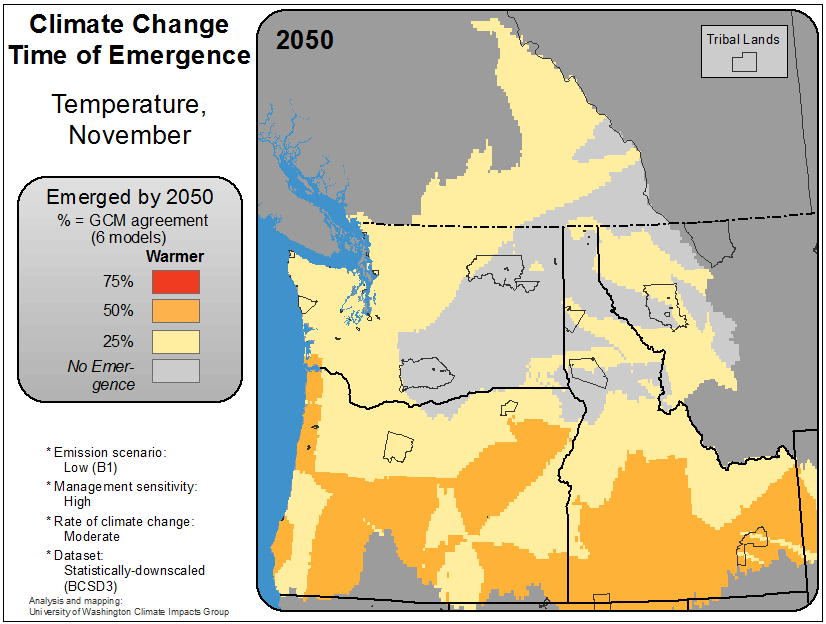 Climate Change
Time of Emergence
Temperature,
November
Emerged by 2050
% = GCM agreement
(6 models)
Warmer
75%
50%
25%
No Emer-
gence
* Emission scenario:
Low (B1)
* Management sensitivity:
High
* Rate of climate change:
Moderate
* Dataset:
Statistically-downscaled
(BCSD3)
Analysis and mapping:
University of Washington Climate Impacts Group
2050
Tribal Lands